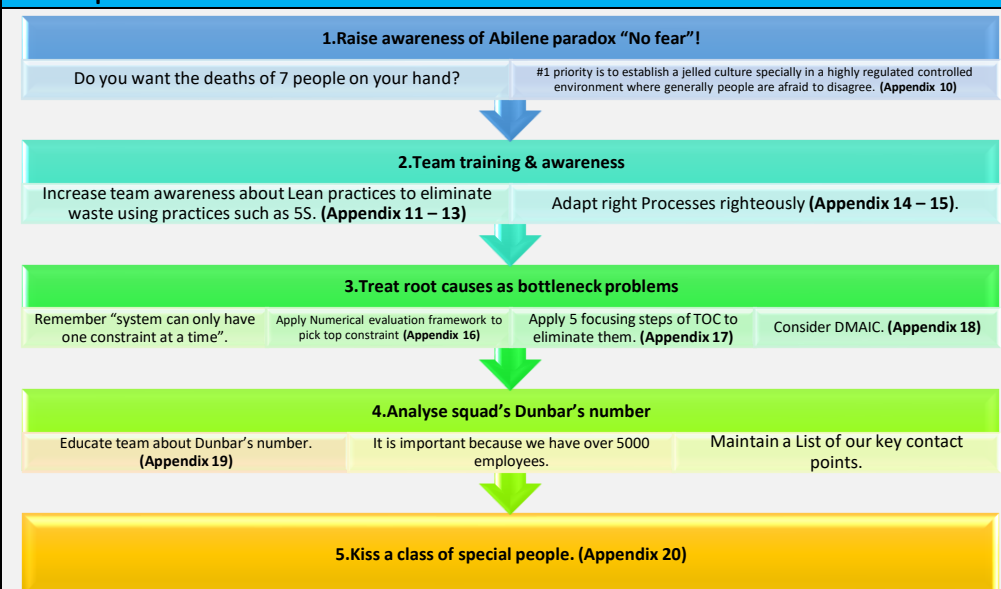 1.Raise awareness of Abilene paradox “No fear”!
Do you want the deaths of 7 people on your hand?
#1 priority is to establish a jelled culture specially in a highly regulated controlled
environment where generally people are afraid to disagree. (Appendix 10)
2.Team training & awareness
Increase team awareness about Lean practices to eliminate
waste using practices such as 5S. (Appendix 11 – 13)
Adapt right Processes righteously (Appendix 14 – 15).
3.Treat root causes as bottleneck problems
Remember “system can only have
one constraint at a time”.
Apply Numerical evaluation framework to
pick top constraint (Appendix 16)
Apply 5 focusing steps of TOC to
eliminate them. (Appendix 17)
Consider DMAIC. (Appendix 18)
4.Analyse squad’s Dunbar’s number
Educate team about Dunbar’s number.
(Appendix 19)
It is important because we have over 5000
employees.
Maintain a List of our key contact
points.
5.Kiss a class of special people. (Appendix 20)